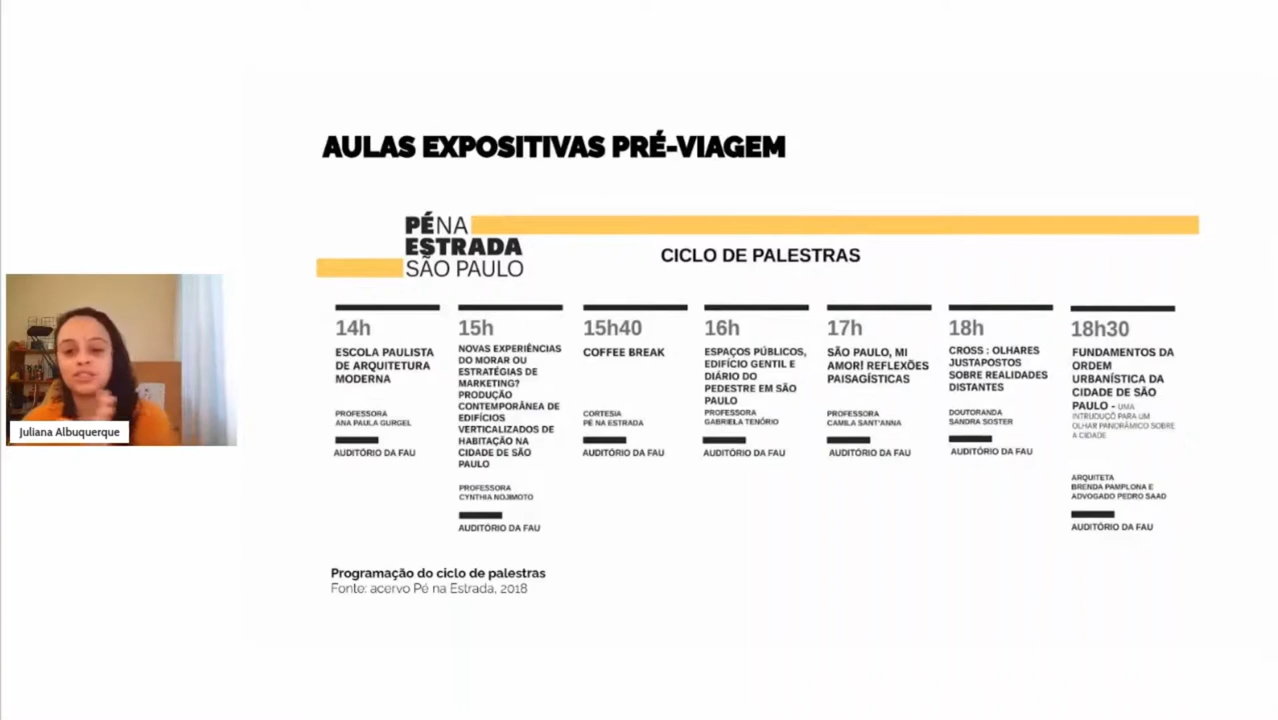 AULAS EXPOSITIVAS PRÉ-VIAGEM
PÉ NA
ESTRADA
SÃO PAULO
CICLO DE PALESTRAS
14h
ESCOLA PAULISTA
DE ARQUITETURA
MODERNA
PROFESSORA
ANA PAULA GURGEL
AUDITÓRIO DA FAU
15h
NOVAS EXPERIÊNCIAS
DO MORAR OU
ESTRATÉGIAS DE
MARKETING?
PRODUÇÃO
CONTEMPORÂNEA DE
EDIFÍCIOS
VERTICALIZADOS DE
HABITAÇÃO NA
CIDADE DE SÃO
PAULO
PROFESSORA
CYNTHIA NOJIMOTO
AUDITÓRIO DA FAU
15h40
COFFEE BREAK
CORTESIA
PÉ NA ESTRADA
AUDITÓRIO DA FAU
16h
ESPAÇOS PÚBLICOS,
EDIFÍCIO GENTIL E
DIÁRIO DO
PEDESTRE EM SÃO
PAULO
PROFESSORA
GABRIELA TENÓRIO
AUDITÓRIO DA FAU
17h
SÃO PAULO, MI
AMOR! REFLEXÕES
PAISAGÍSTICAS
PROFESSORA
CAMILA SANT'ANNA
AUDITÓRIO DA FAU
18h
CROSS : OLHARES
JUSTAPOSTOS
SOBRE REALIDADES
DISTANTES
DOUTORANDA
SANDRA SOSTER
AUDITÓRIO DA FAU
18h30
FUNDAMENTOS DA
ORDEM
URBANÍSTICA DA
CIDADE DE SÃO
PAULO - UMA
INTRUDUÇÕ PARA UM
OLHAR PANORÂMICO SOBRE
A CIDADE
ARQUITETA
BRENDA PAMPLONA E
ADVOGADO PEDRO SAAD
AUDITÓRIO DA FAU
Juliana Albuquerque
Programação do ciclo de palestras
Fonte: acervo Pé na Estrada, 2018